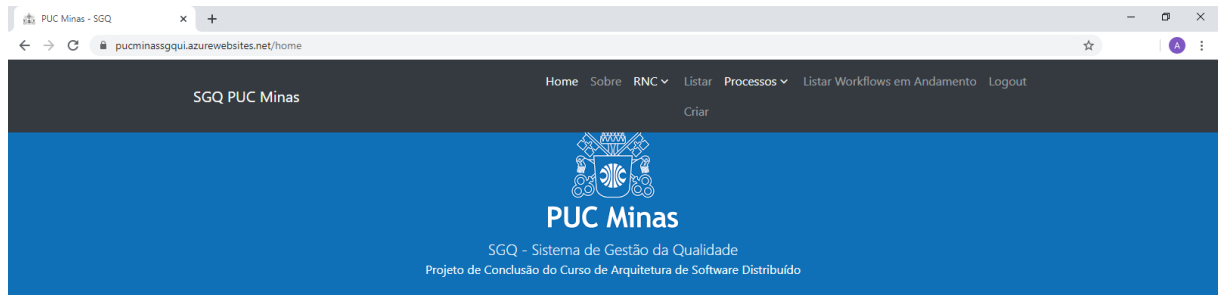 PUC Minas - SGQ
pucminassgqui.azurewebsites.net/home
A
SGQ PUC Minas
Home Sobre RNC Listar Processos Listar Workflows em Andamento Logout
Criar
PUC Minas
SGQ - Sistema de Gestão da Qualidade
Projeto de Conclusão do Curso de Arquitetura de Software Distribuído